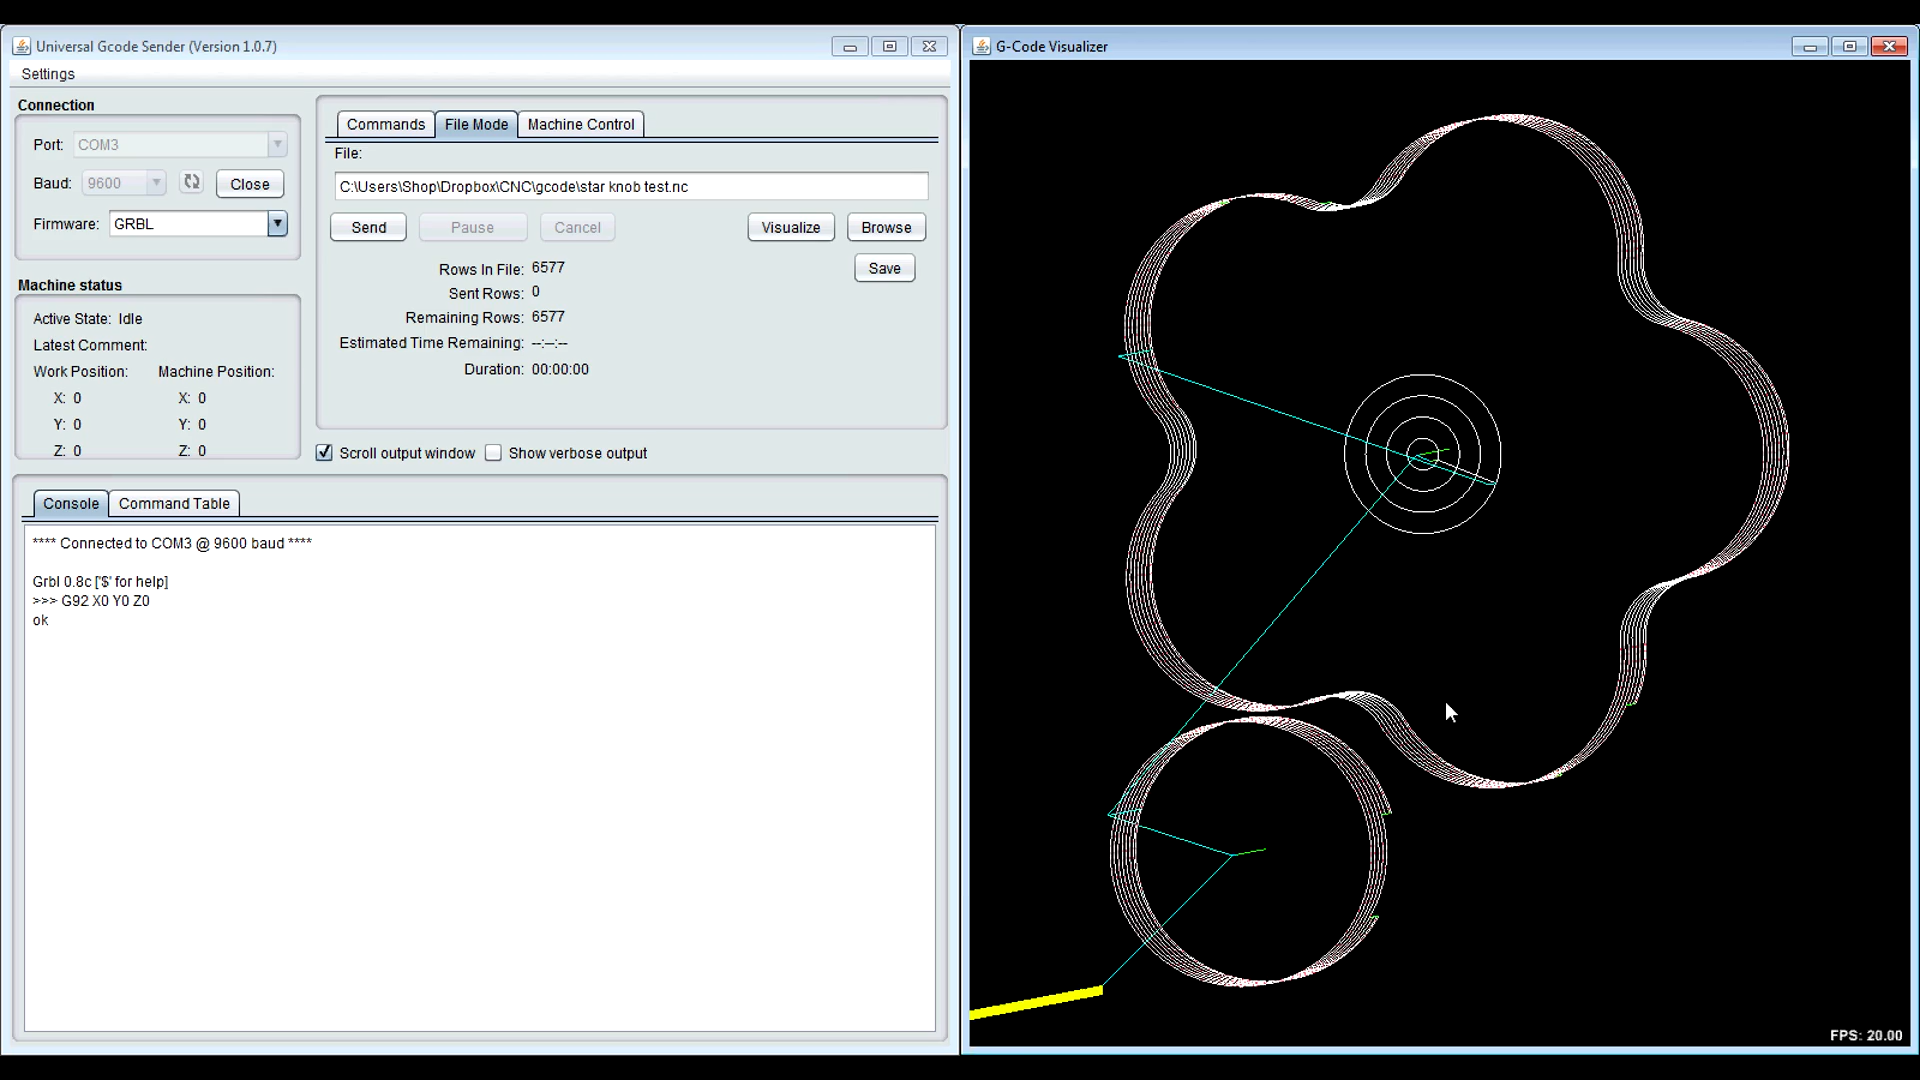 Universal Gcode Sender (Version 1.0.7)
Settings
Connection
Port: COM3
Baud: 9600 Close
Firmware: GRBL
Machine status
Active State: Idle
Latest Comment:
Work Position: Machine Position:
X: 0 X: 0
Y: 0 Y: 0
Z: 0 Z: 0
Commands File Mode Machine Control
File:
C:\Users\Shop\Dropbox\CNC\gcode\star knob test.nc
Send Pause Cancel Visualize Browse
Save
Rows In File: 6577
Sent Rows: 0
Remaining Rows: 6577
Estimated Time Remaining: --:--:--
Duration: 00:00:00
Scroll output window Show verbose output
Console Command Table
**** Connected to COM3 @ 9600 baud ****
Grbl 0.8c ['$' for help]
>>> G92 X0 Y0 Z0
ok
G-Code Visualizer
FPS: 20.00